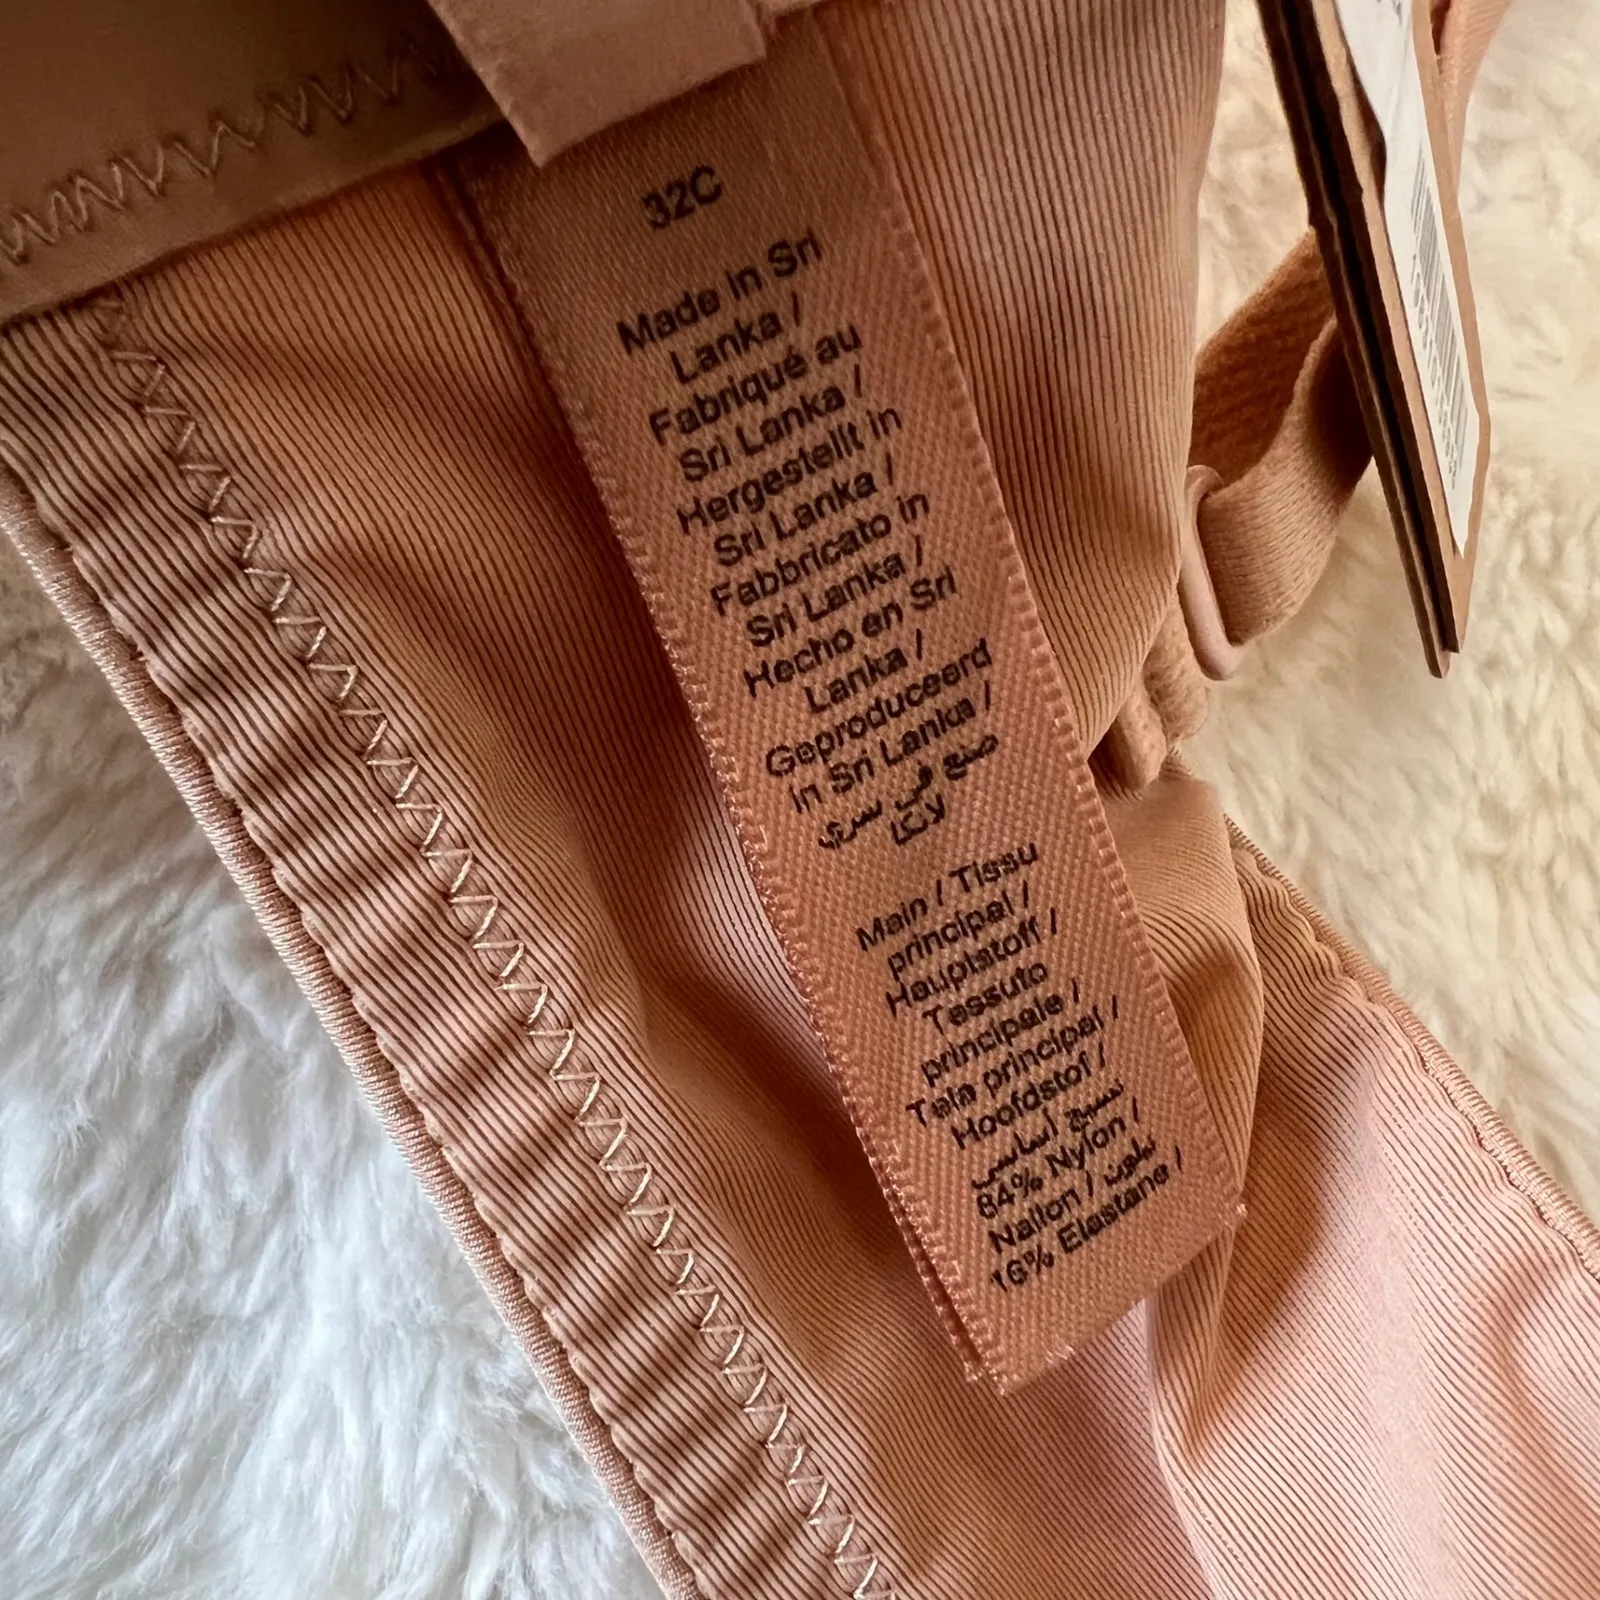 32C
Made in Sri
Lanka /
Fabriqué au
Sri Lanka /
Hergestellt in
Sri Lanka /
Fabbricato in
Sri Lanka /
Hecho en Sri
Lanka /
Geproduceerd
in Sri Lanka /
صنع في سري
لانكا
Main / Tissu
principal /
Hauptstoff /
Tessuto
principale /
Tela principal /
Hoofdstof /
نسيج أساسي
84% Nylon /
Nailon / نيلون
16% Elastane /